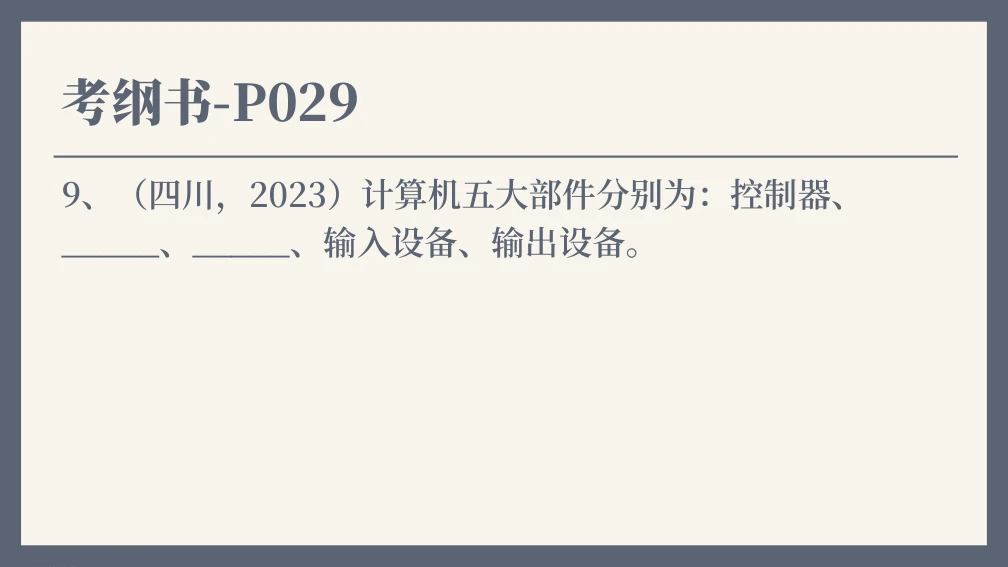 考纲书-P029
9、（四川，2023）计算机五大部件分别为：控制器、
______、______、输入设备、输出设备。